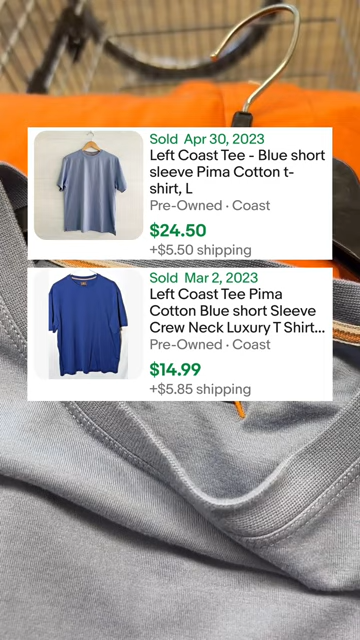 Sold Apr 30, 2023
Left Coast Tee - Blue short
sleeve Pima Cotton t-
shirt, L
Pre-Owned · Coast
$24.50
+$5.50 shipping
Sold Mar 2, 2023
Left Coast Tee Pima
Cotton Blue short Sleeve
Crew Neck Luxury T Shirt...
Pre-Owned · Coast
$14.99
+$5.85 shipping